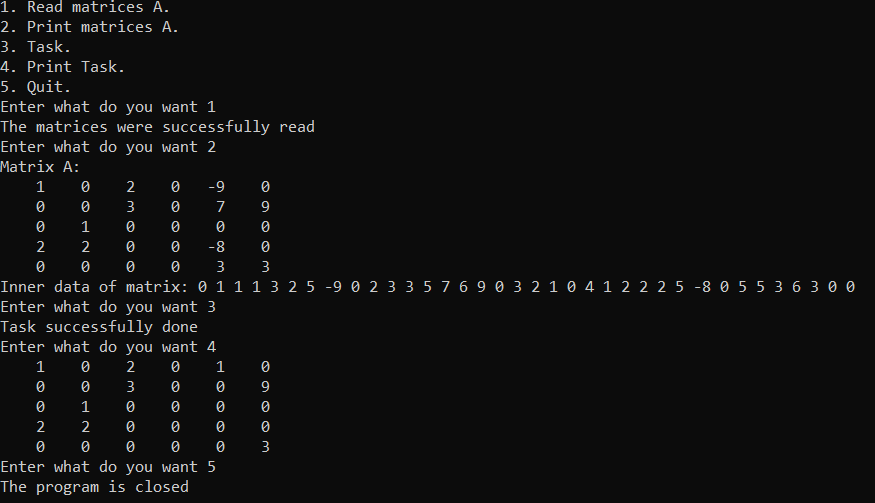 1. Read matrices A.
2. Print matrices A.
3. Task.
4. Print Task.
5. Quit.
Enter what do you want 1
The matrices were successfully read
Enter what do you want 2
Matrix A:
1 0 2 0 -9 0
0 0 3 0 7 9
0 1 0 0 0 0
2 2 0 0 -8 0
0 0 0 0 3 3
Inner data of matrix: 0 1 1 1 3 2 5 -9 0 2 3 3 5 7 6 9 0 3 2 1 0 4 1 2 2 2 5 -8 0 5 5 3 6 3 0 0
Enter what do you want 3
Task successfully done
Enter what do you want 4
1 0 2 0 1 0
0 0 3 0 0 9
0 1 0 0 0 0
2 2 0 0 0 0
0 0 0 0 0 3
Enter what do you want 5
The program is closed